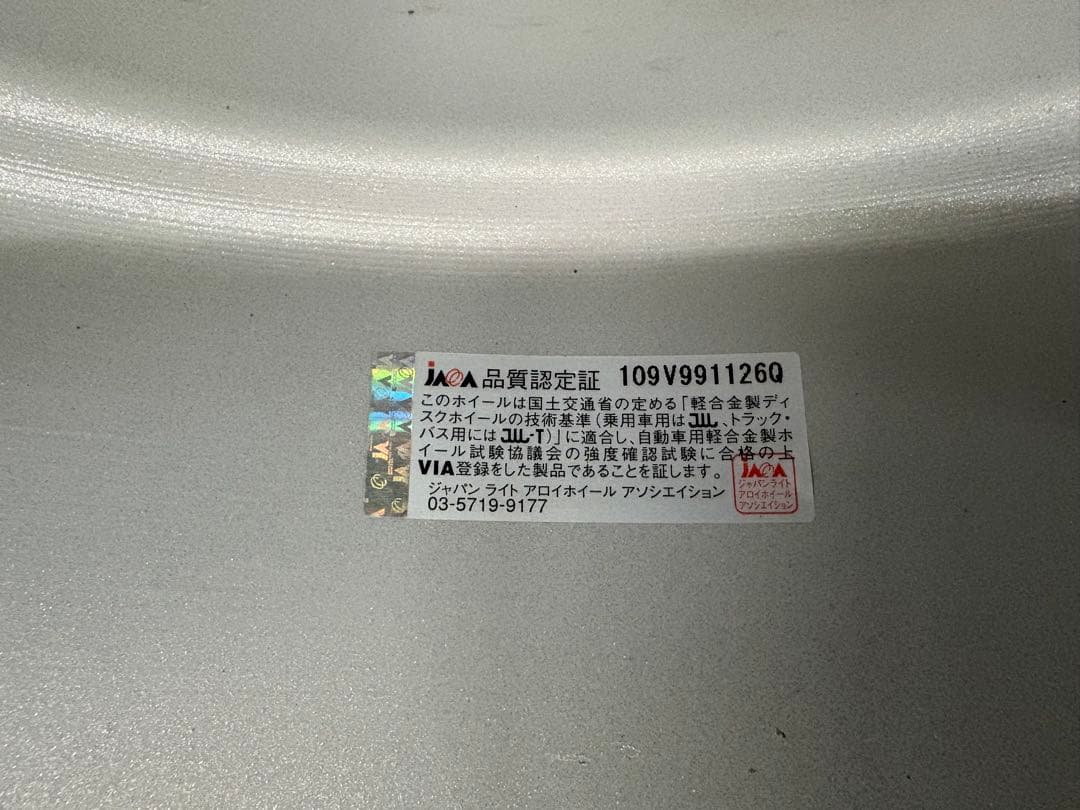 JAWA 品質認定証 109V991126Q
このホイールは国土交通省の定める「軽合金製ディ
スクホイールの技術基準（乗用車用はJWL、トラック・
バス用にはJWL-T）」に適合し、自動車用軽合金製ホ
イール試験協議会の強度確認試験に合格の上
VIA登録をした製品であることを証します。
ジャパン ライト アロイホイール アソシエイション
03-5719-9177
JAWA
ジャパンライト
アロイホイール
アソシエイション